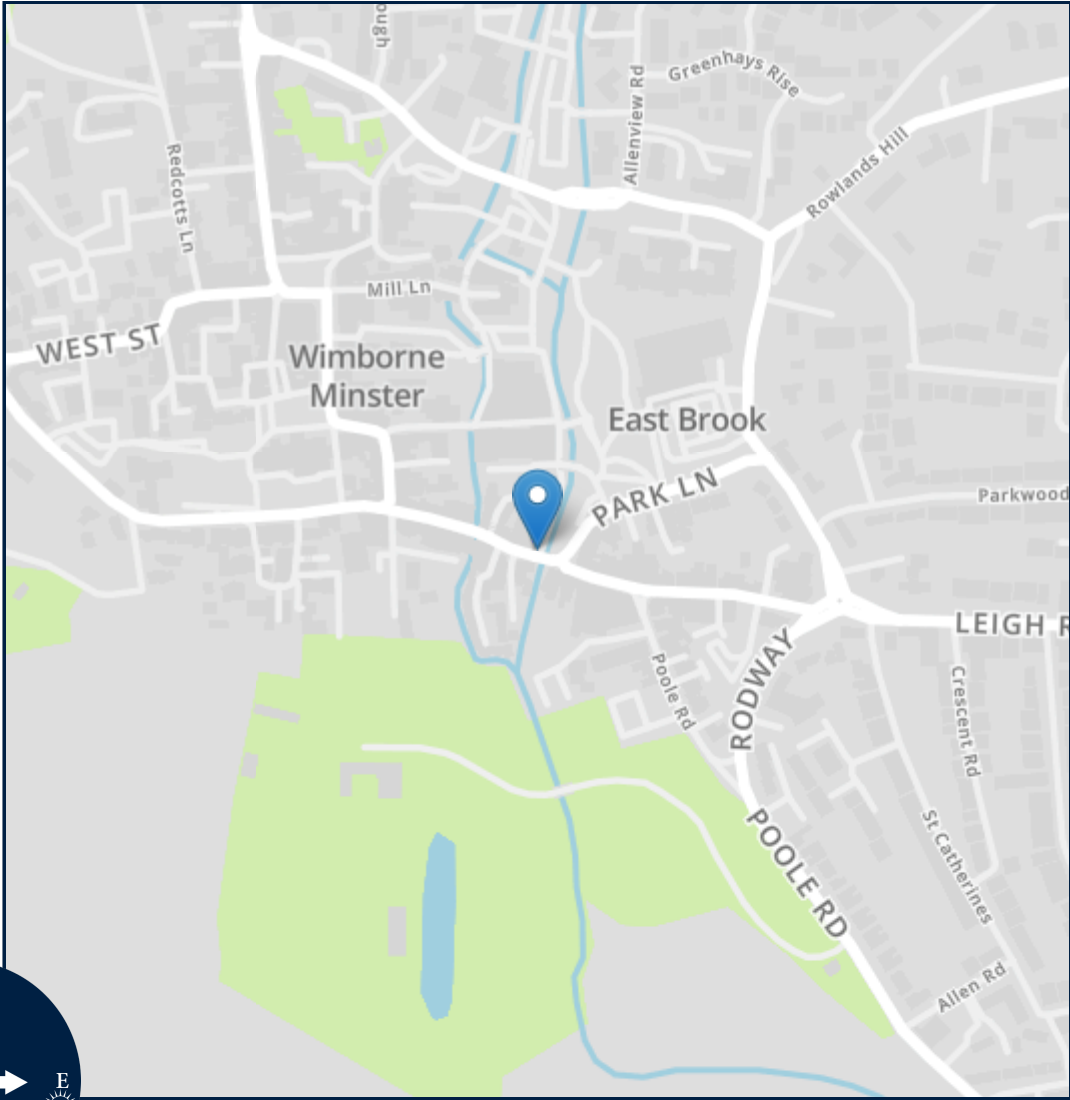 ough
Greenhays Rise
Allenview Rd
Rowlands Hill
Redcotts Ln
Mill Ln
WEST ST
Wimborne
Minster
East Brook
PARK LN
Parkwood
LEIGH R
RODWAY
Poole Rd
Crescent Rd
POOLE RD
St Catherines
Allen Rd
E